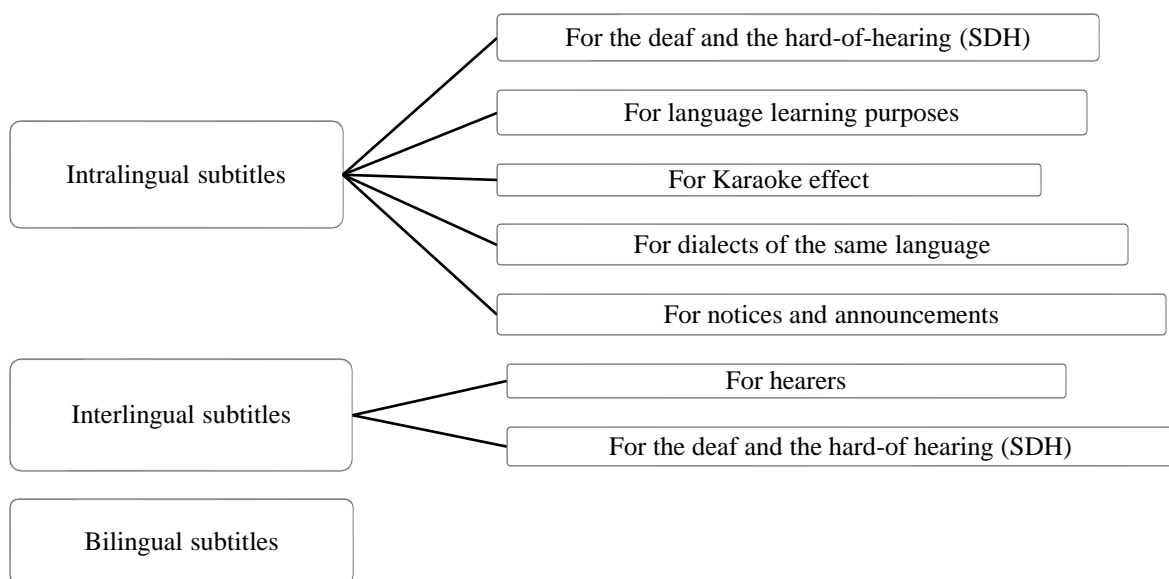 For the deaf and the hard-of-hearing (SDH)
For language learning purposes
Intralingual subtitles
For Karaoke effect
For dialects of the same language
For notices and announcements
For hearers
Interlingual subtitles
For the deaf and the hard-of hearing (SDH)
Bilingual subtitles